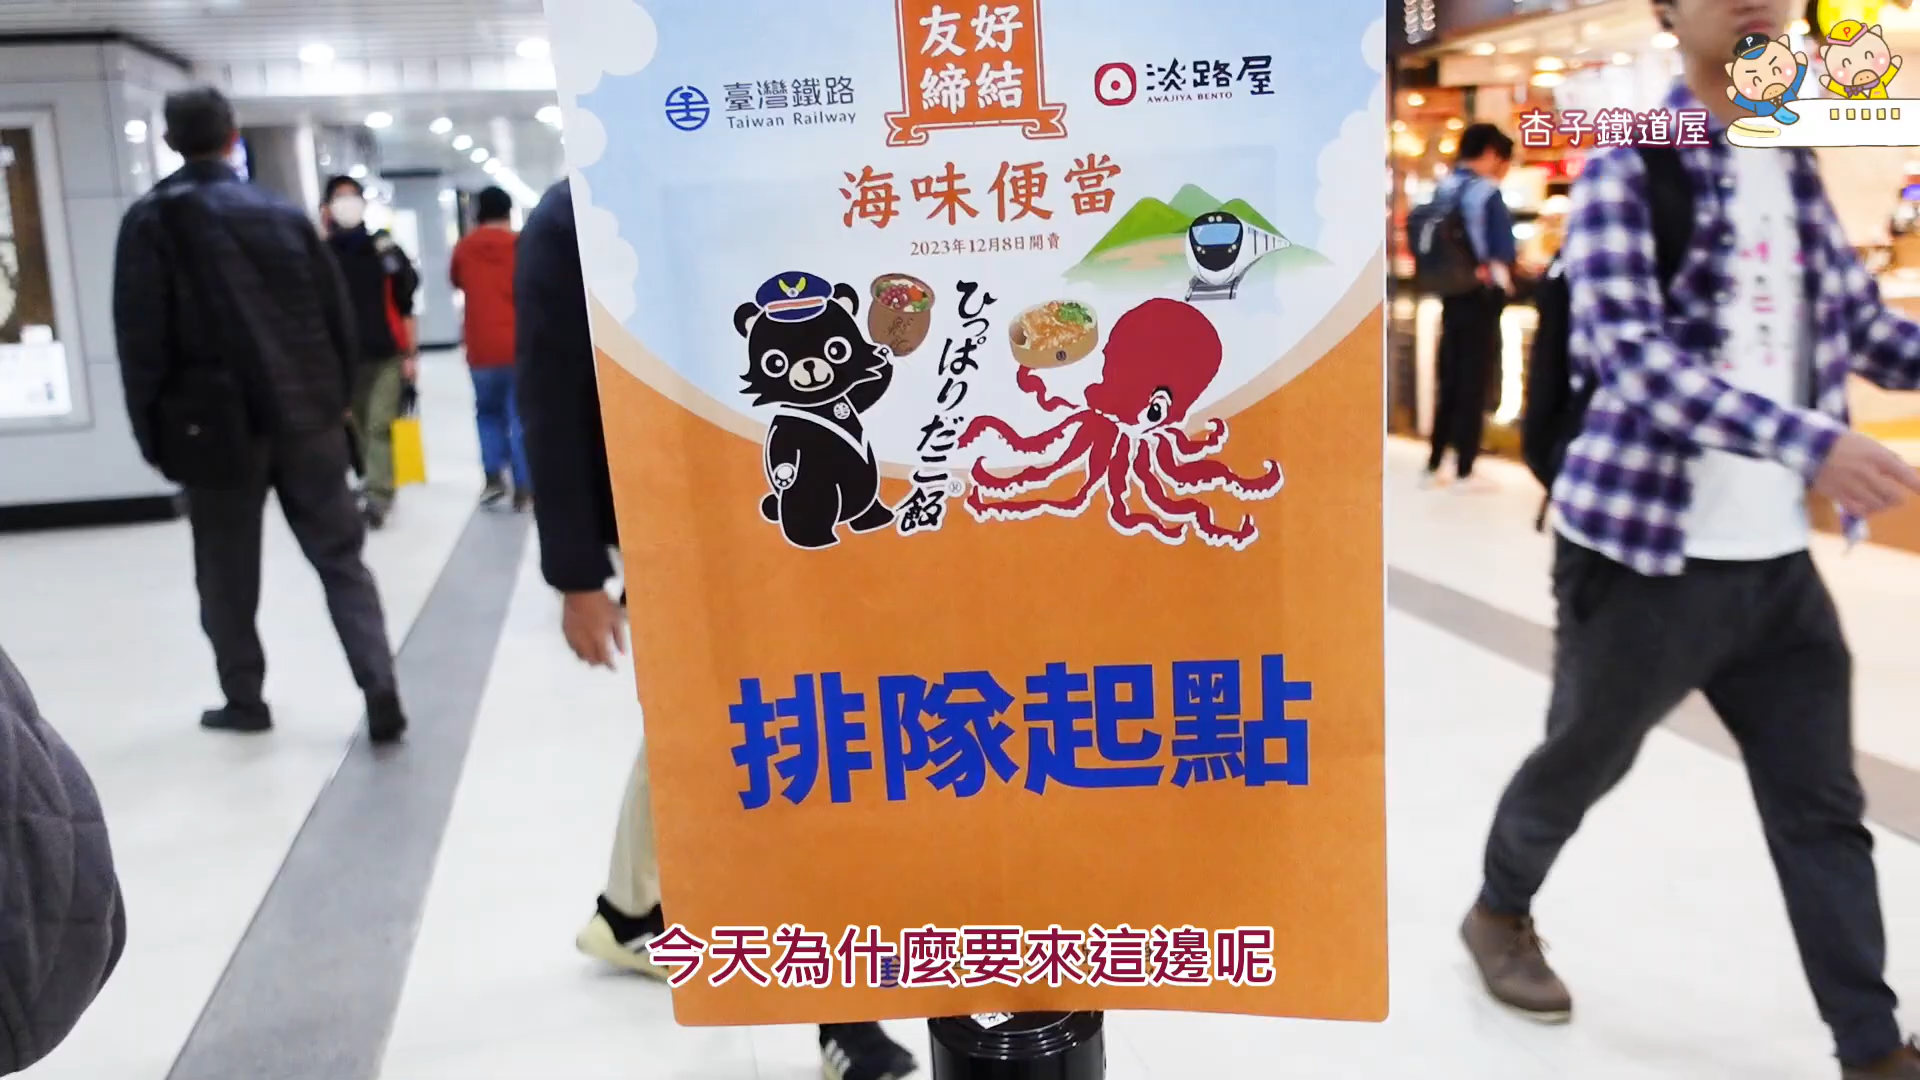 友好
締結
臺灣鐵路
Taiwan Railway
淡路屋
AWAJIYA BENTO
海味便當
2023年12月8日開賣
ひっぱりだこ飯
®
排隊起點
杏子鐵道屋
今天為什麼要來這邊呢